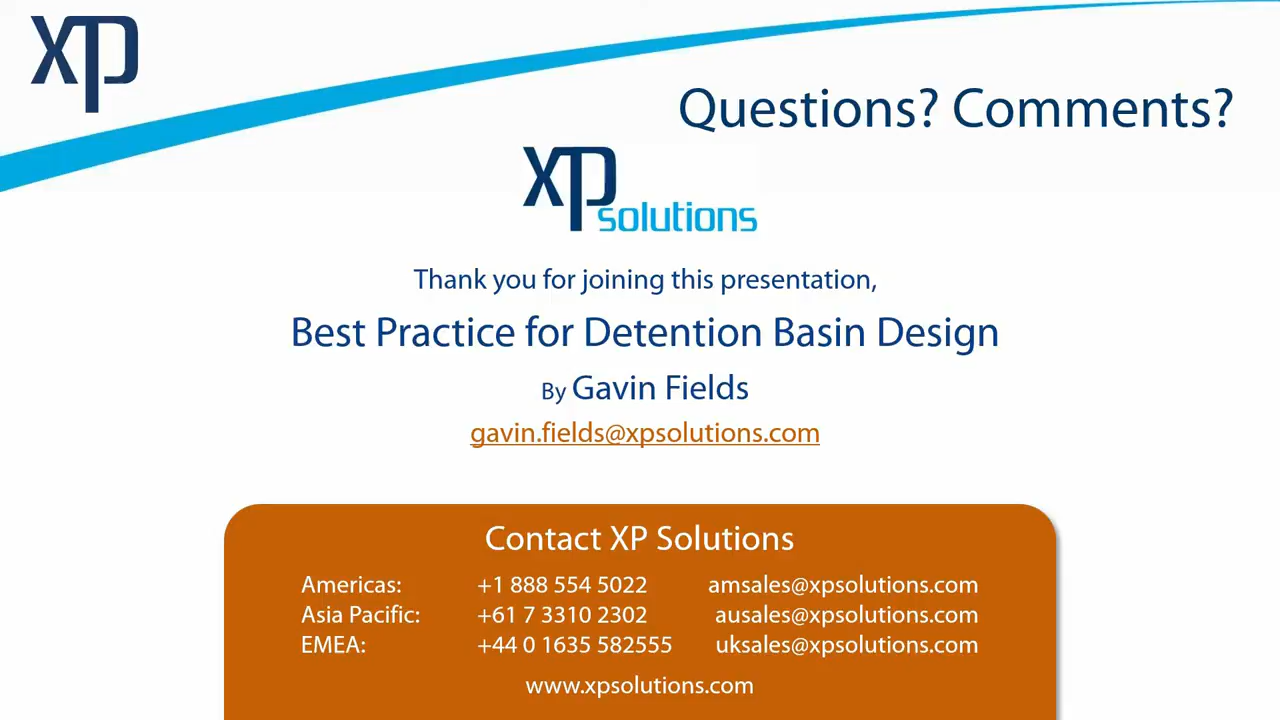 XP
Questions? Comments?
XP solutions
Thank you for joining this presentation,
Best Practice for Detention Basin Design
By Gavin Fields
gavin.fields@xpsolutions.com
Contact XP Solutions
Americas: +1 888 554 5022 amsales@xpsolutions.com
Asia Pacific: +61 7 3310 2302 ausales@xpsolutions.com
EMEA: +44 0 1635 582555 uksales@xpsolutions.com
www.xpsolutions.com